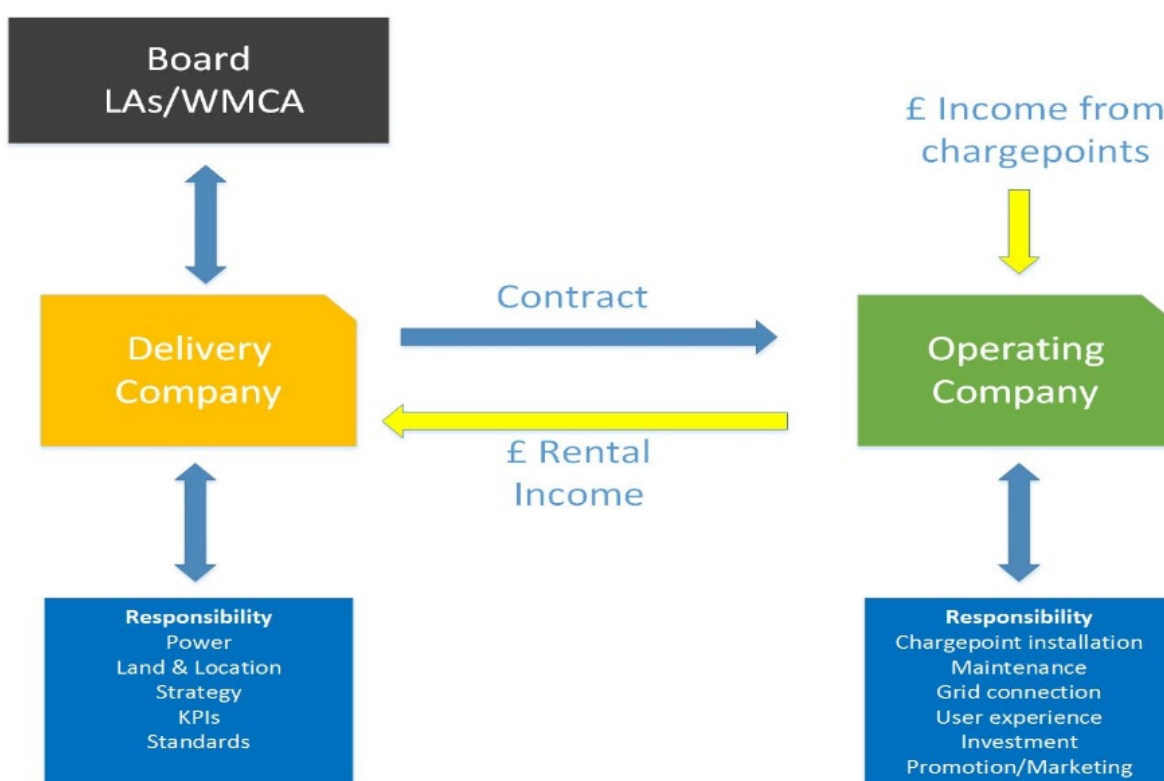 Board
LAs/WMCA
£ Income from
chargepoints
Contract
Delivery
Company
Operating
Company
£ Rental
Income
Responsibility
Power
Land & Location
Strategy
KPIs
Standards
Responsibility
Chargepoint installation
Maintenance
Grid connection
User experience
Investment
Promotion/Marketing